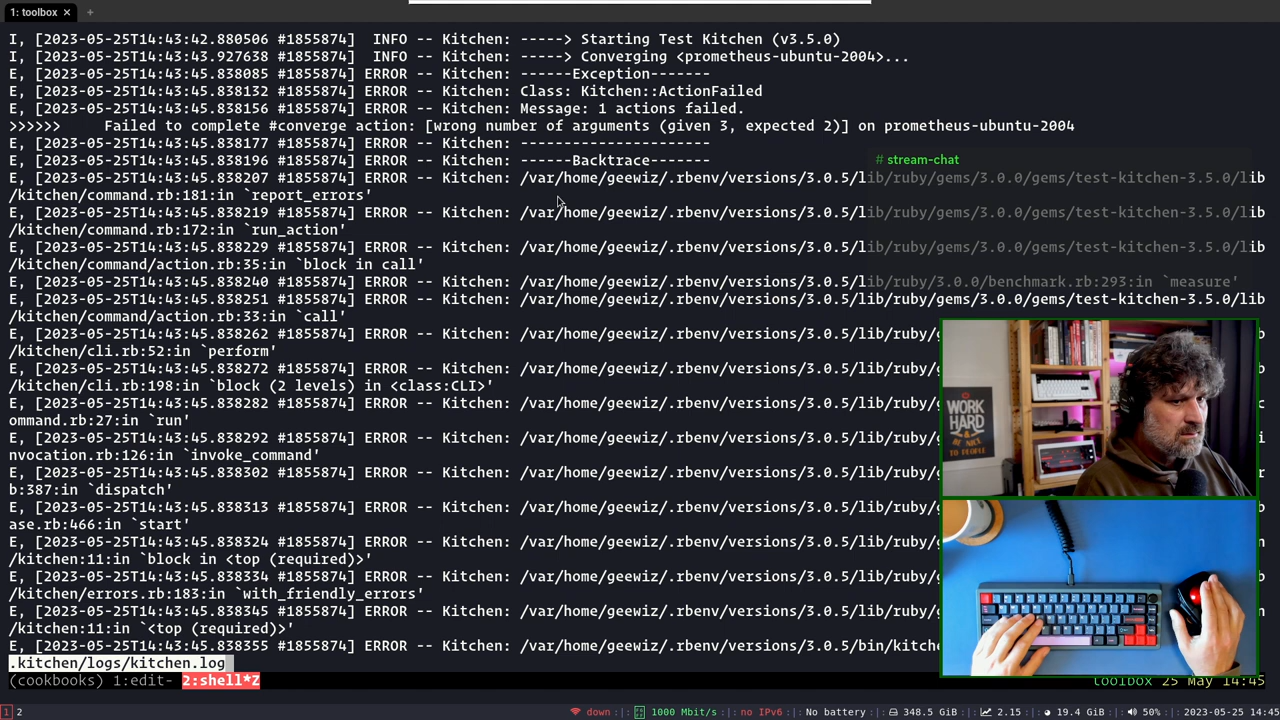 1: toolbox × +
I, [2023-05-25T14:43:42.880506 #1855874]  INFO -- Kitchen: -----> Starting Test Kitchen (v3.5.0)
I, [2023-05-25T14:43:43.927638 #1855874]  INFO -- Kitchen: -----> Converging <prometheus-ubuntu-2004>...
E, [2023-05-25T14:43:45.838085 #1855874] ERROR -- Kitchen: ------Exception-------
E, [2023-05-25T14:43:45.838132 #1855874] ERROR -- Kitchen: Class: Kitchen::ActionFailed
E, [2023-05-25T14:43:45.838156 #1855874] ERROR -- Kitchen: Message: 1 actions failed.
>>>>>>     Failed to complete #converge action: [wrong number of arguments (given 3, expected 2)] on prometheus-ubuntu-2004
E, [2023-05-25T14:43:45.838177 #1855874] ERROR -- Kitchen: ----------------------
E, [2023-05-25T14:43:45.838196 #1855874] ERROR -- Kitchen: ------Backtrace-------
# stream-chat
E, [2023-05-25T14:43:45.838207 #1855874] ERROR -- Kitchen: /var/home/geewiz/.rbenv/versions/3.0.5/lib/ruby/gems/3.0.0/gems/test-kitchen-3.5.0/lib
/kitchen/command.rb:181:in `report_errors'
E, [2023-05-25T14:43:45.838219 #1855874] ERROR -- Kitchen: /var/home/geewiz/.rbenv/versions/3.0.5/lib/ruby/gems/3.0.0/gems/test-kitchen-3.5.0/lib
/kitchen/command.rb:172:in `run_action'
E, [2023-05-25T14:43:45.838229 #1855874] ERROR -- Kitchen: /var/home/geewiz/.rbenv/versions/3.0.5/lib/ruby/gems/3.0.0/gems/test-kitchen-3.5.0/lib
/kitchen/command/action.rb:35:in `block in call'
E, [2023-05-25T14:43:45.838240 #1855874] ERROR -- Kitchen: /var/home/geewiz/.rbenv/versions/3.0.5/lib/ruby/3.0.0/benchmark.rb:293:in `measure'
E, [2023-05-25T14:43:45.838251 #1855874] ERROR -- Kitchen: /var/home/geewiz/.rbenv/versions/3.0.5/lib/ruby/gems/3.0.0/gems/test-kitchen-3.5.0/lib
/kitchen/command/action.rb:33:in `call'
E, [2023-05-25T14:43:45.838262 #1855874] ERROR -- Kitchen: /var/home/geewiz/.rbenv/versions/3.0.5/lib/ruby/g
/kitchen/cli.rb:52:in `perform'
E, [2023-05-25T14:43:45.838272 #1855874] ERROR -- Kitchen: /var/home/geewiz/.rbenv/versions/3.0.5/lib/ruby/g
/kitchen/cli.rb:198:in `block (2 levels) in <class:CLI>'
E, [2023-05-25T14:43:45.838282 #1855874] ERROR -- Kitchen: /var/home/geewiz/.rbenv/versions/3.0.5/lib/ruby/g c
ommand.rb:27:in `run'
E, [2023-05-25T14:43:45.838292 #1855874] ERROR -- Kitchen: /var/home/geewiz/.rbenv/versions/3.0.5/lib/ruby/g i
nvocation.rb:126:in `invoke_command'
E, [2023-05-25T14:43:45.838302 #1855874] ERROR -- Kitchen: /var/home/geewiz/.rbenv/versions/3.0.5/lib/ruby/g
b:387:in `dispatch'
E, [2023-05-25T14:43:45.838313 #1855874] ERROR -- Kitchen: /var/home/geewiz/.rbenv/versions/3.0.5/lib/ruby/g
ase.rb:466:in `start'
E, [2023-05-25T14:43:45.838324 #1855874] ERROR -- Kitchen: /var/home/geewiz/.rbenv/versions/3.0.5/lib/ruby/g
/kitchen:11:in `block in <top (required)>'
E, [2023-05-25T14:43:45.838334 #1855874] ERROR -- Kitchen: /var/home/geewiz/.rbenv/versions/3.0.5/lib/ruby/g
/kitchen/errors.rb:183:in `with_friendly_errors'
E, [2023-05-25T14:43:45.838345 #1855874] ERROR -- Kitchen: /var/home/geewiz/.rbenv/versions/3.0.5/lib/ruby/g
/kitchen:11:in `<top (required)>'
E, [2023-05-25T14:43:45.838355 #1855874] ERROR -- Kitchen: /var/home/geewiz/.rbenv/versions/3.0.5/bin/kitche
WORK
HARD
& BE NICE
TO PEOPLE
.kitchen/logs/kitchen.log
(cookbooks) 1:edit- 2:shell*Z toolbox 25 May 14:45
1 2 down 1000 Mbit/s no IPv6 No battery 348.5 GiB 2.15 19.4 GiB 50% 2023-05-25 14:45